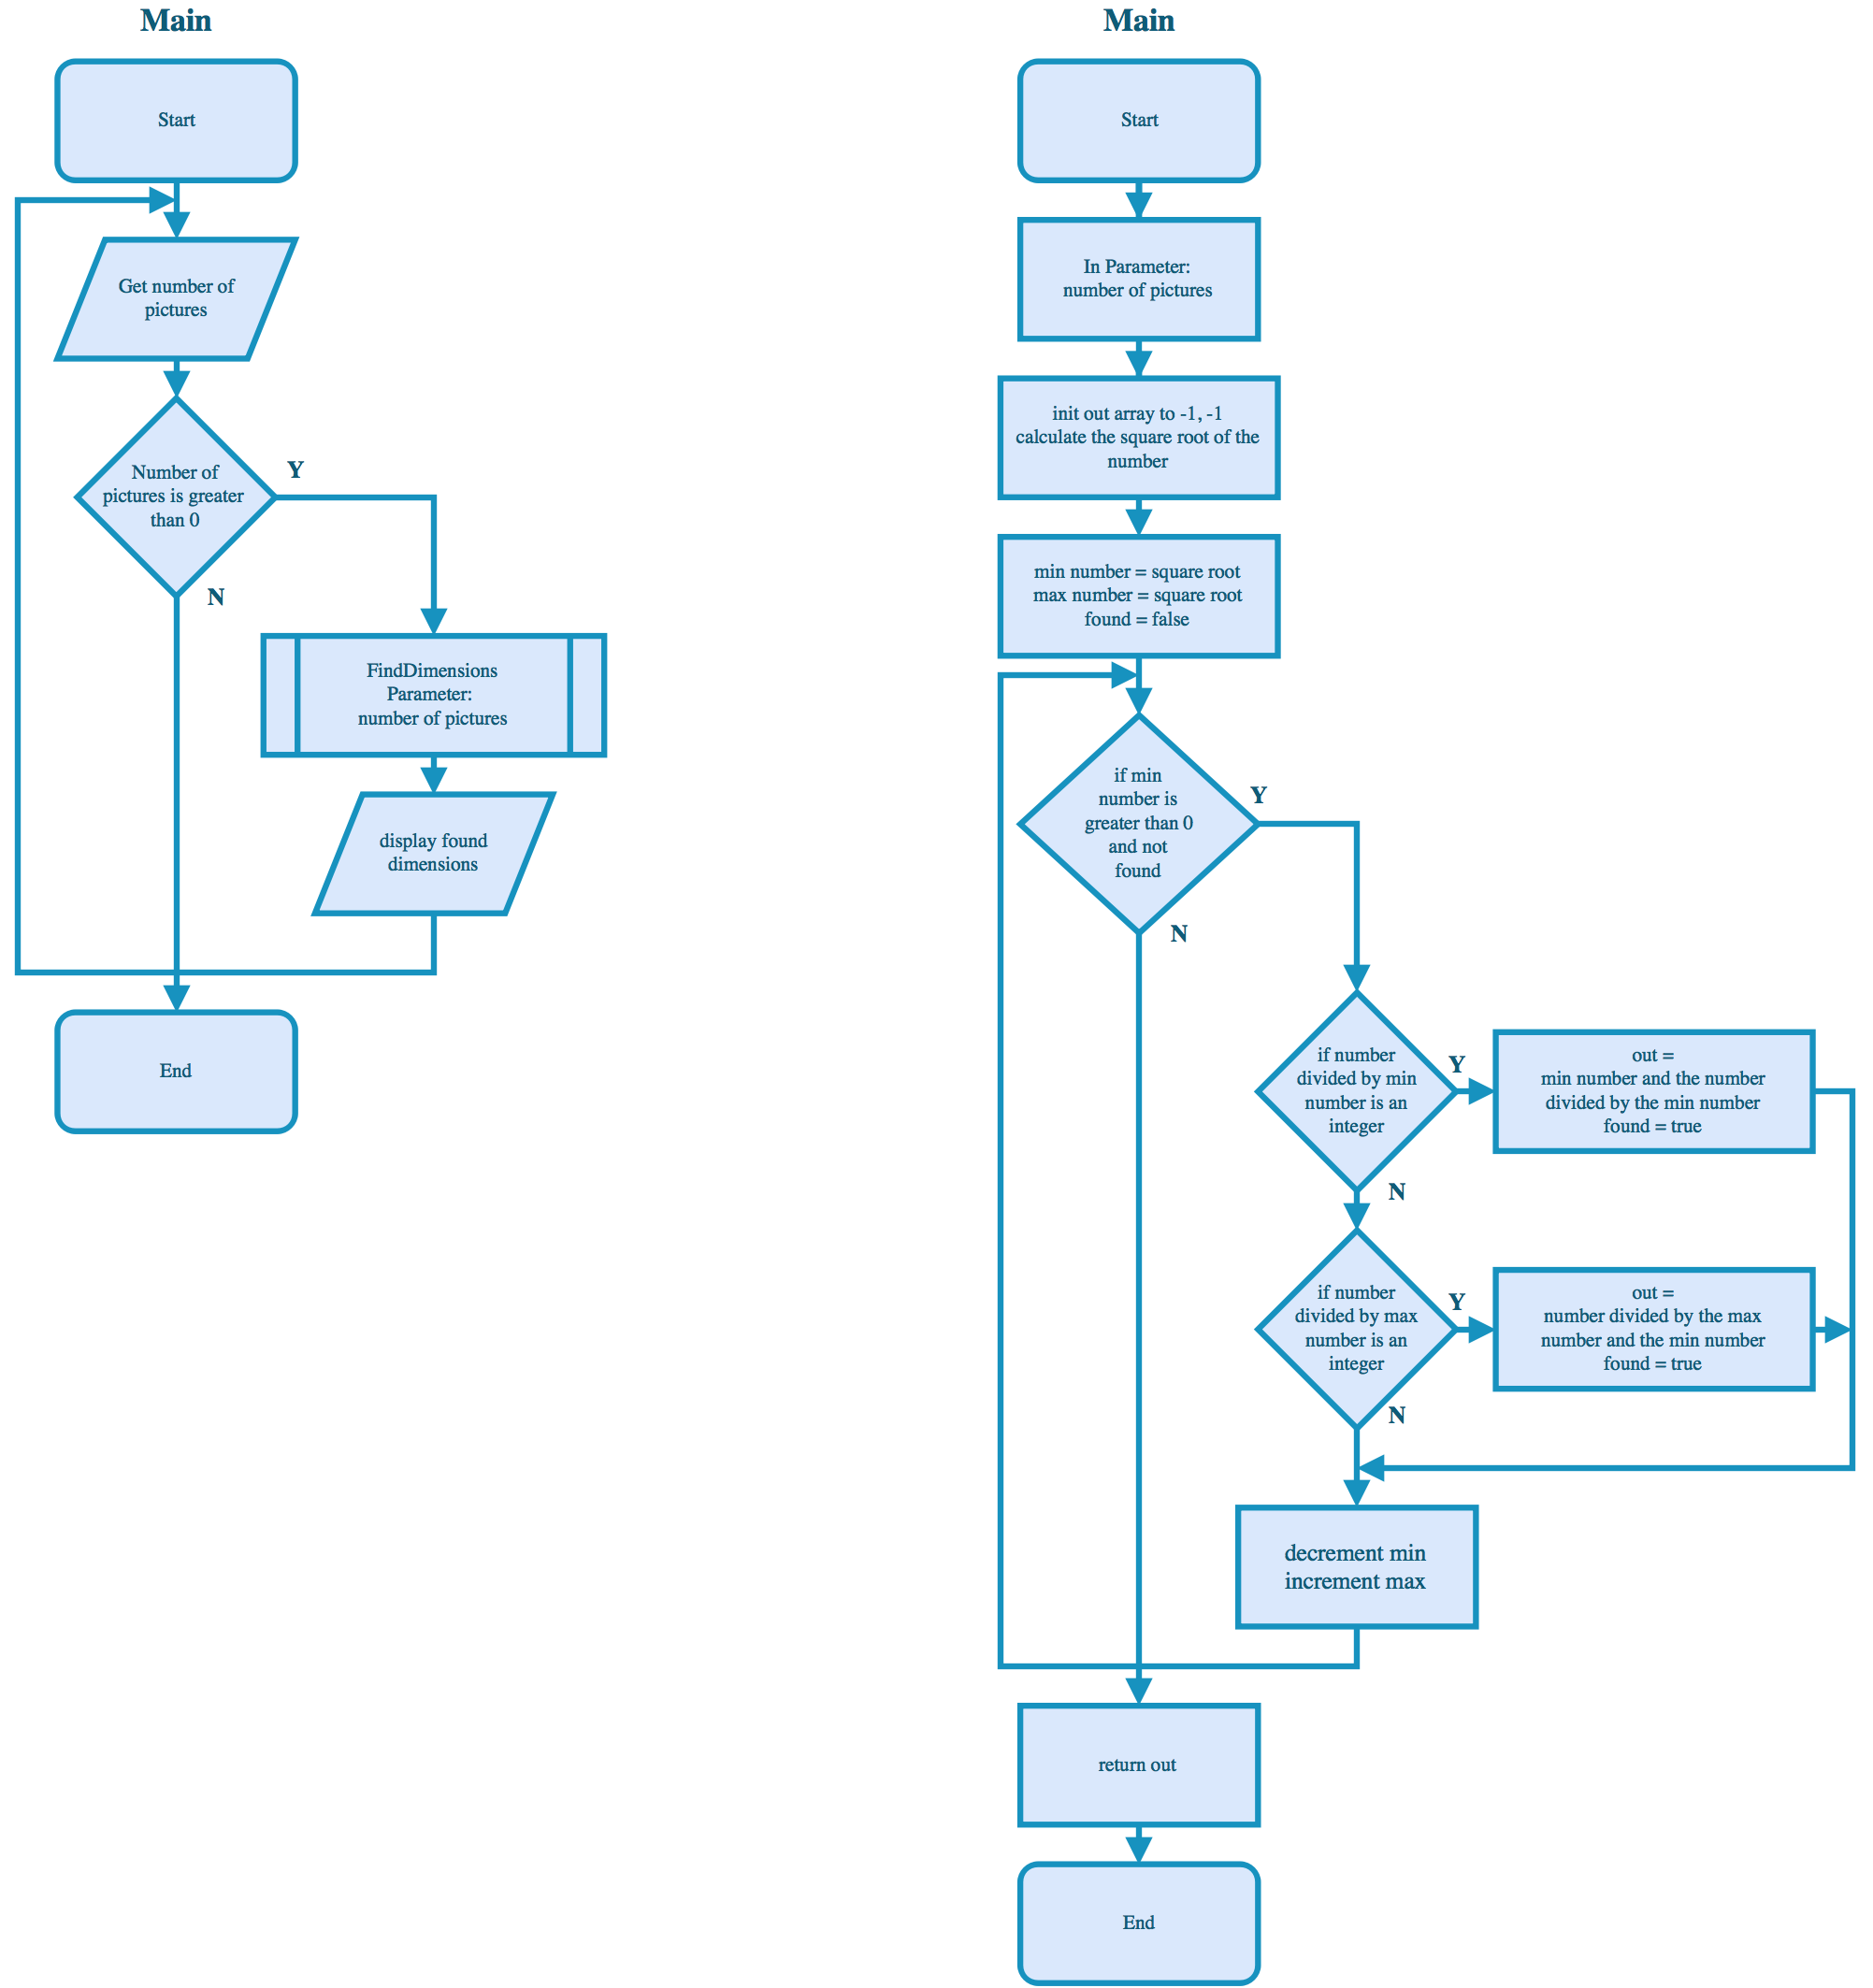 Main
Start
Get number of
pictures
Number of
pictures is greater
than 0
Y
N
FindDimensions
Parameter:
number of pictures
display found
dimensions
End
Main
Start
In Parameter:
number of pictures
init out array to -1, -1
calculate the square root of the
number
min number = square root
max number = square root
found = false
if min
number is
greater than 0
and not
found
Y
N
if number
divided by min
number is an
integer
Y
out =
min number and the number
divided by the min number
found = true
N
if number
divided by max
number is an
integer
Y
out =
number divided by the max
number and the min number
found = true
N
decrement min
increment max
return out
End